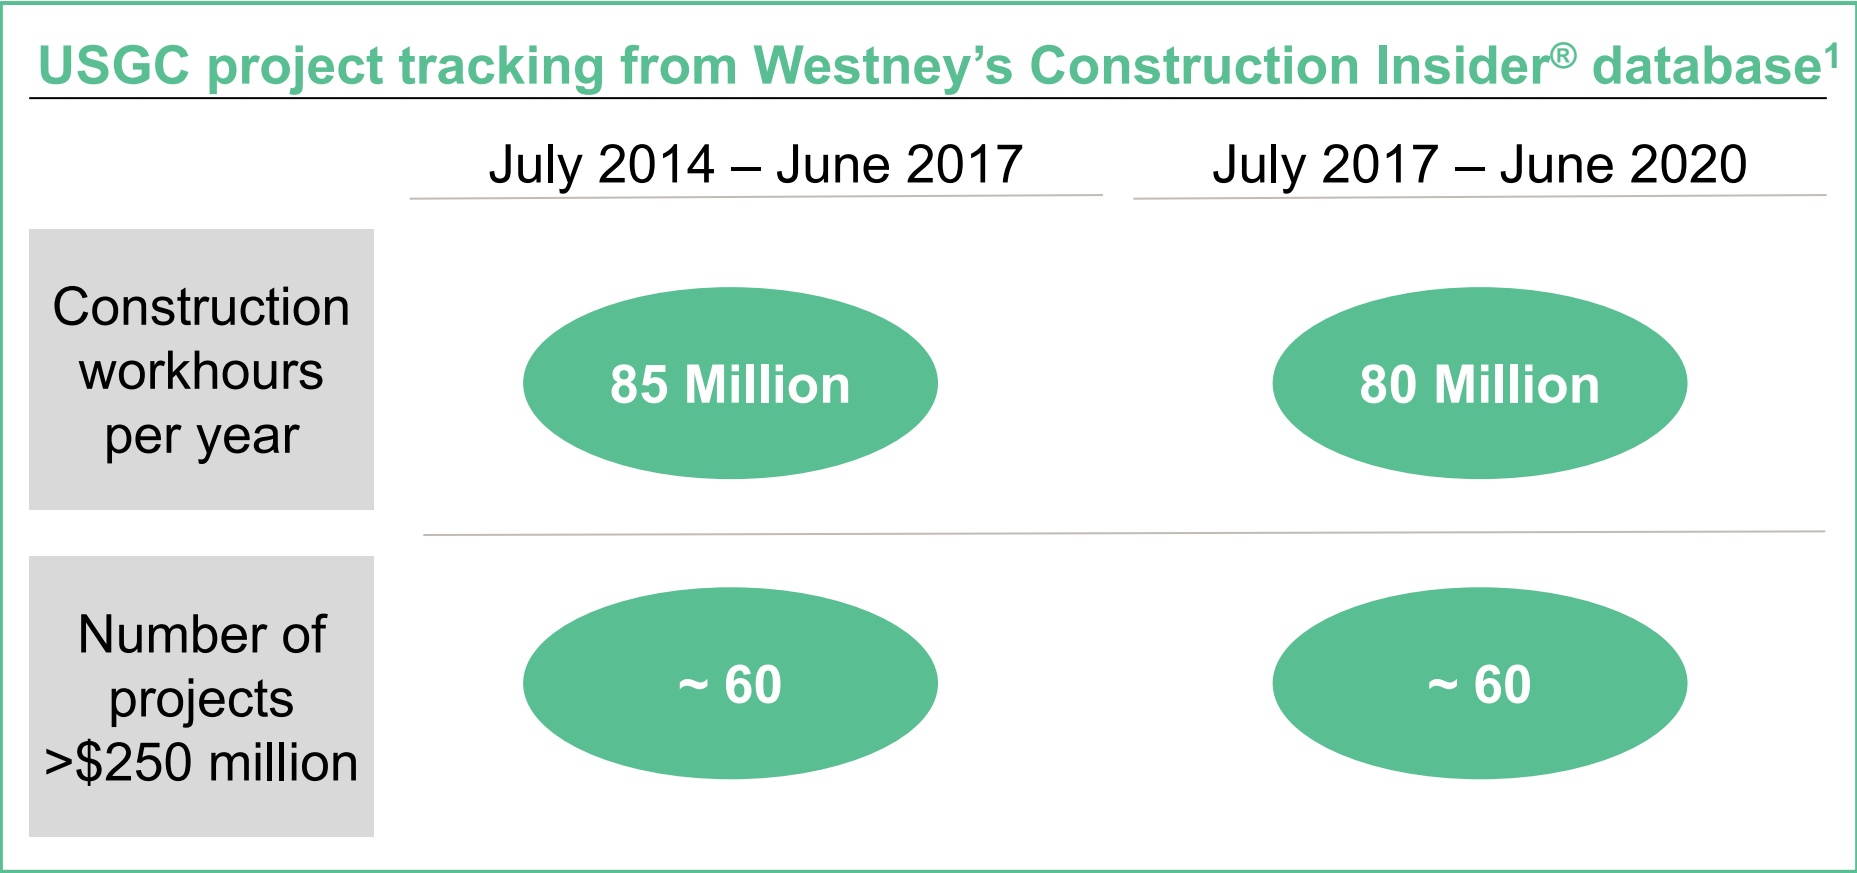 USGC project tracking from Westney’s Construction Insider® database¹
July 2014 – June 2017
July 2017 – June 2020
Construction
workhours
per year
85 Million
80 Million
Number of
projects
>$250 million
~ 60
~ 60